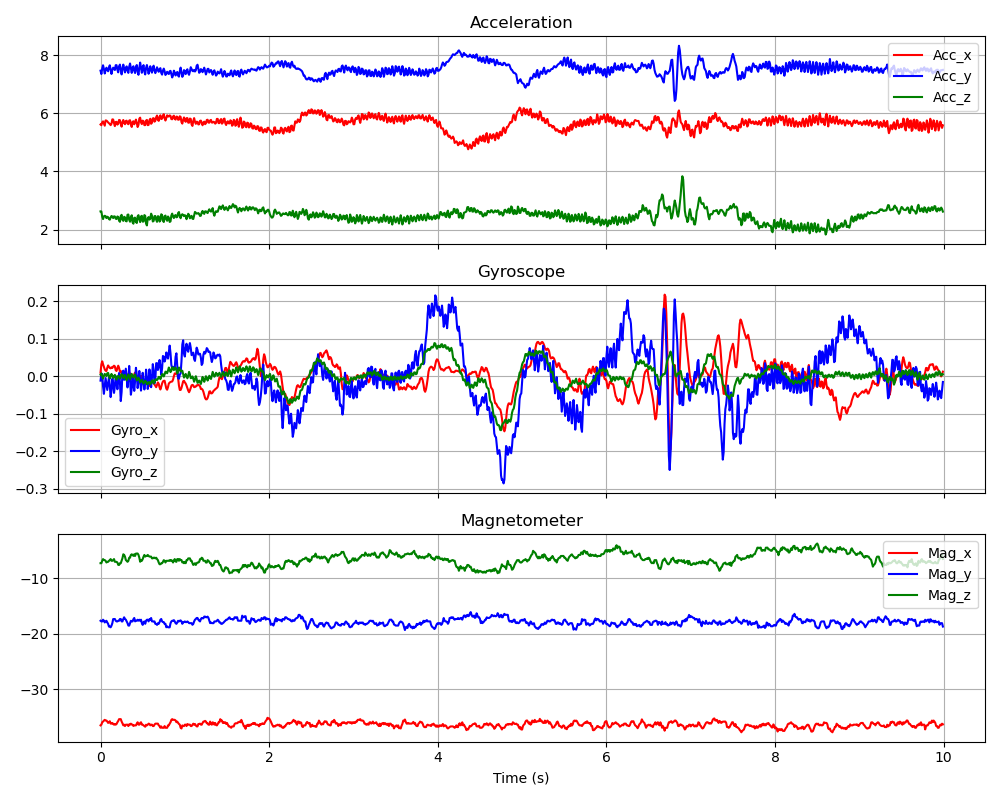 Acceleration
8
6
4
2
Acc_x
Acc_y
Acc_z
Gyroscope
0.2
0.1
0.0
−0.1
−0.2
−0.3
Gyro_x
Gyro_y
Gyro_z
Magnetometer
−10
−20
−30
Mag_x
Mag_y
Mag_z
0 2 4 6 8 10
Time (s)